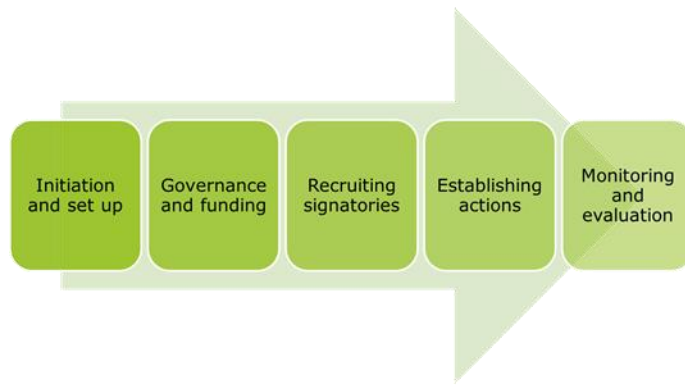 Initiation
and set up
Governance
and funding
Recruiting
signatories
Establishing
actions
Monitoring
and
evaluation